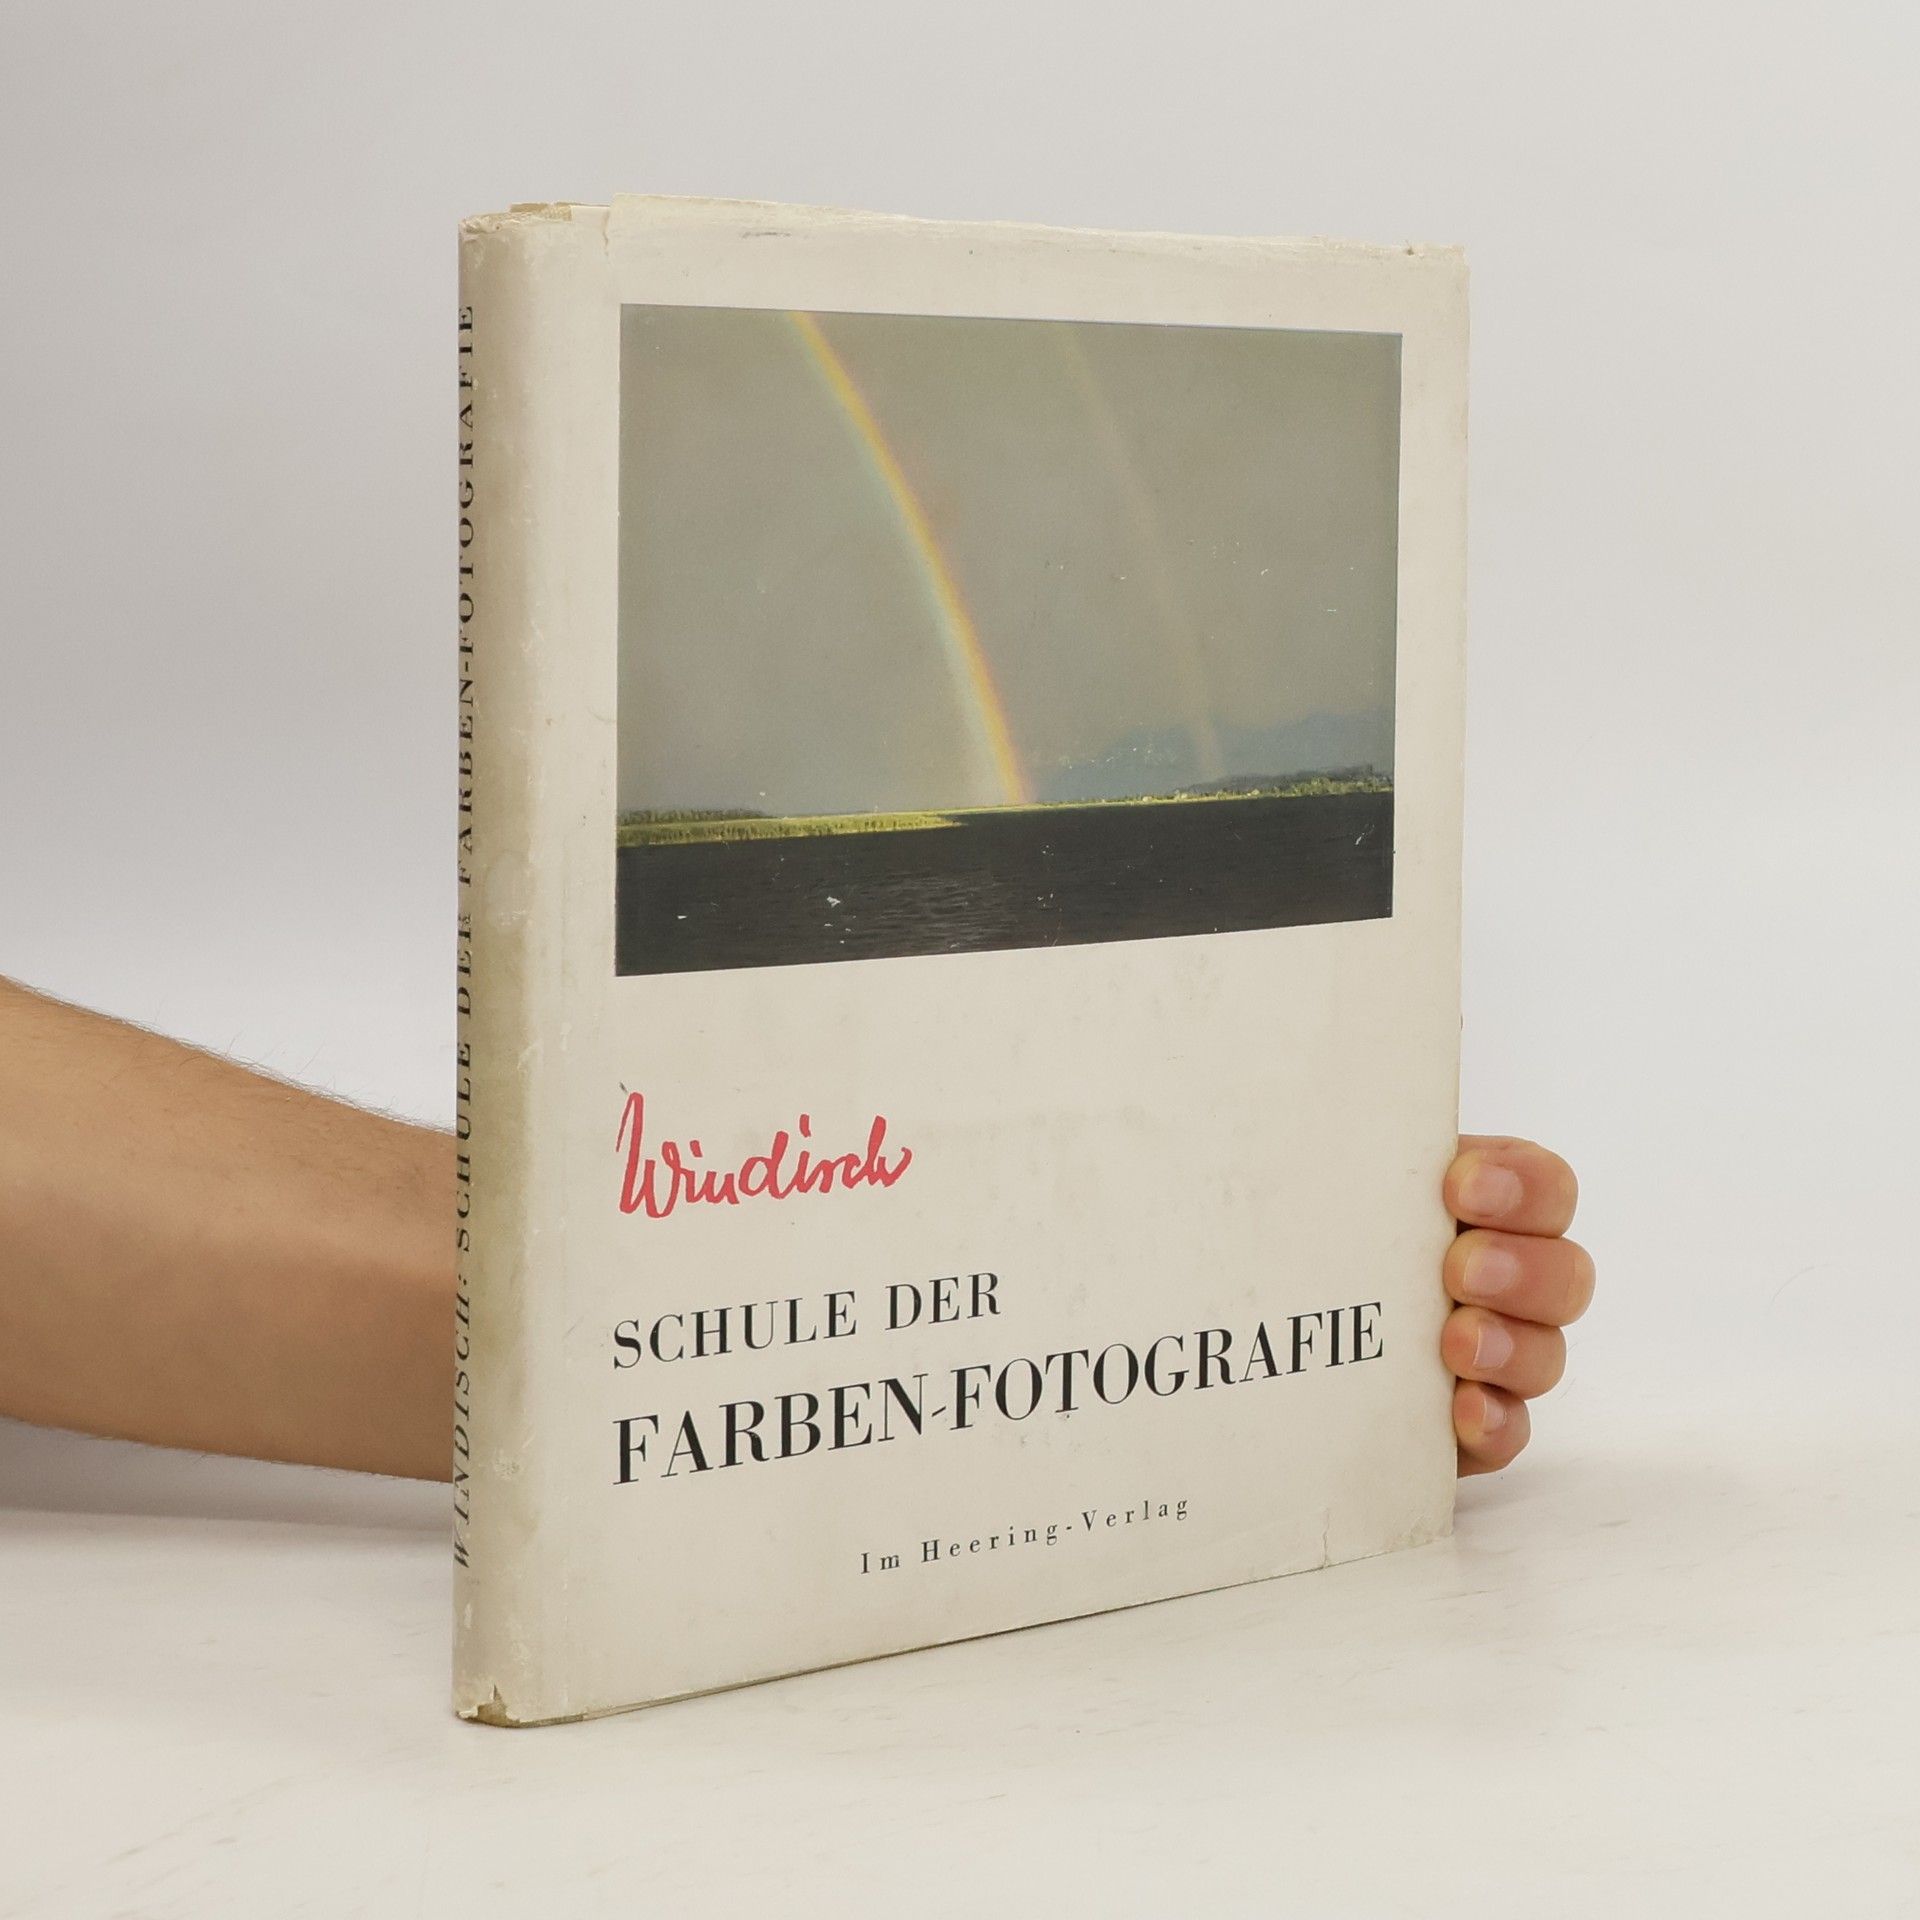 WINDISCH: SCHULE DER FARBEN-FOTOGRAFIE
Windisch
SCHULE DER
FARBEN-FOTOGRAFIE
Im Heering-Verlag